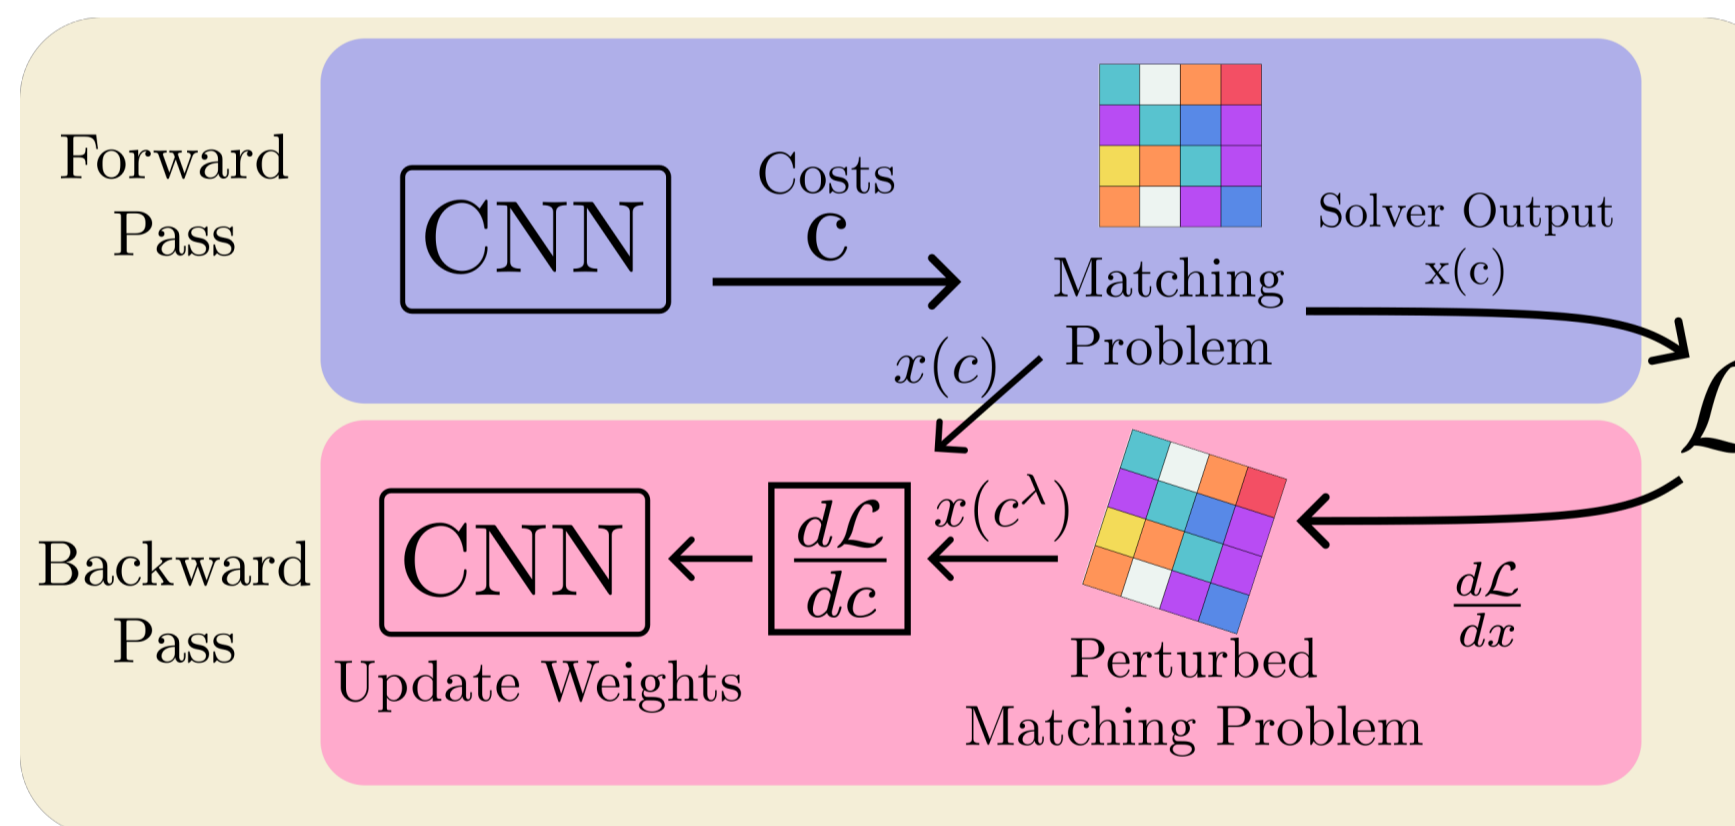 Forward
Pass
CNN
Costs
c
Matching
Problem
Solver Output
x(c)
x(c)
ℒ
Backward
Pass
CNN
Update Weights
dℒ
dc
x(c^λ)
Perturbed
Matching Problem
dℒ
dx